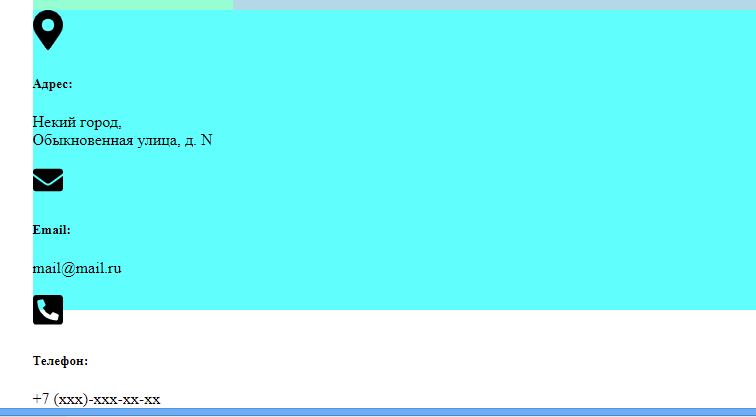 Адрес:
Некий город,
Обыкновенная улица, д. N
Email:
mail@mail.ru
Телефон:
+7 (xxx)-xxx-xx-xx